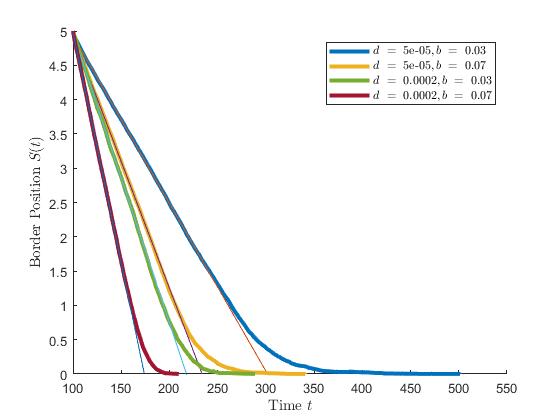 5
4.5
4
3.5
3
2.5
2
1.5
1
0.5
0
Border Position S(t)
d = 5e-05, b = 0.03
d = 5e-05, b = 0.07
d = 0.0002, b = 0.03
d = 0.0002, b = 0.07
100 150 200 250 300 350 400 450 500 550
Time t